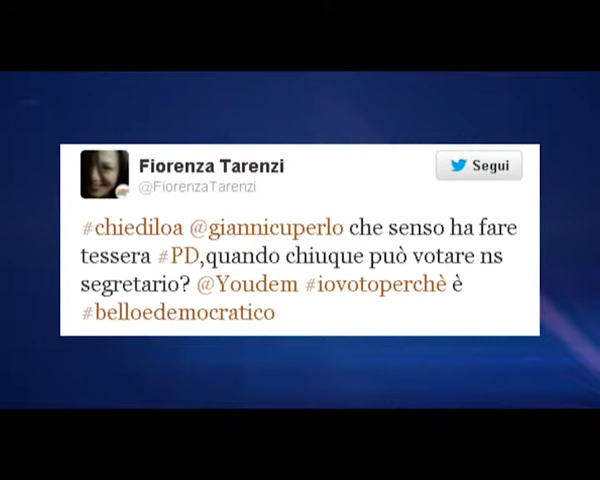 Fiorenza Tarenzi
@FiorenzaTarenzi
Segui
#chiediloa @giannicuperlo che senso ha fare
tessera #PD,quando chiuque può votare ns
segretario? @Youdem #iovotoperchè è
#belloedemocratico